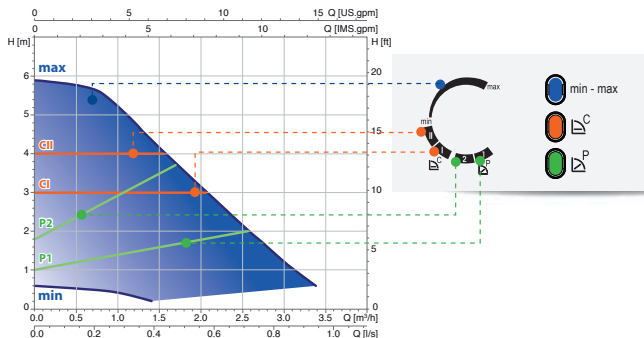 0 5 10 15 Q [US.gpm]
0 5 10 Q [IMS.gpm]
H [m] H [ft]
max
6 20
5
CII 15
4
CI
3 10
P2
2
P1 5
1
min
0 0
0.0 0.5 1.0 1.5 2.0 2.5 3.0 3.5 Q [m³/h]
0.0 0.2 0.4 0.6 0.8 1.0 Q [l/s]
max
min
II
I
2
1
C
P
min - max
C
P